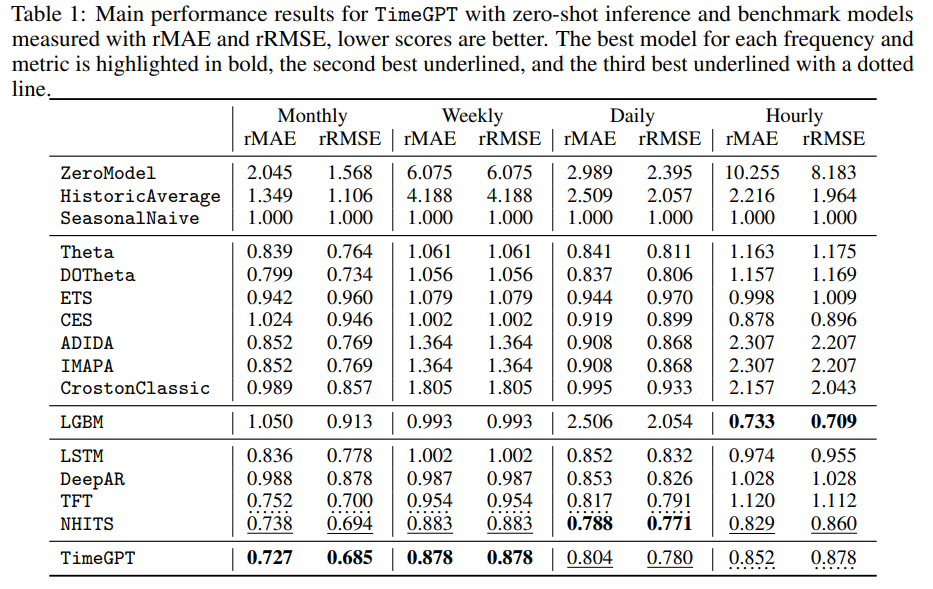 Table 1: Main performance results for TimeGPT with zero-shot inference and benchmark models
measured with rMAE and rRMSE, lower scores are better. The best model for each frequency and
metric is highlighted in bold, the second best underlined, and the third best underlined with a dotted
line.
Monthly Weekly Daily Hourly
rMAE rRMSE rMAE rRMSE rMAE rRMSE rMAE rRMSE
ZeroModel 2.045 1.568 6.075 6.075 2.989 2.395 10.255 8.183
HistoricAverage 1.349 1.106 4.188 4.188 2.509 2.057 2.216 1.964
SeasonalNaive 1.000 1.000 1.000 1.000 1.000 1.000 1.000 1.000
Theta 0.839 0.764 1.061 1.061 0.841 0.811 1.163 1.175
DOTheta 0.799 0.734 1.056 1.056 0.837 0.806 1.157 1.169
ETS 0.942 0.960 1.079 1.079 0.944 0.970 0.998 1.009
CES 1.024 0.946 1.002 1.002 0.919 0.899 0.878 0.896
ADIDA 0.852 0.769 1.364 1.364 0.908 0.868 2.307 2.207
IMAPA 0.852 0.769 1.364 1.364 0.908 0.868 2.307 2.207
CrostonClassic 0.989 0.857 1.805 1.805 0.995 0.933 2.157 2.043
LGBM 1.050 0.913 0.993 0.993 2.506 2.054 0.733 0.709
LSTM 0.836 0.778 1.002 1.002 0.852 0.832 0.974 0.955
DeepAR 0.988 0.878 0.987 0.987 0.853 0.826 1.028 1.028
TFT 0.752 0.700 0.954 0.954 0.817 0.791 1.120 1.112
NHITS 0.738 0.694 0.883 0.883 0.788 0.771 0.829 0.860
TimeGPT 0.727 0.685 0.878 0.878 0.804 0.780 0.852 0.878